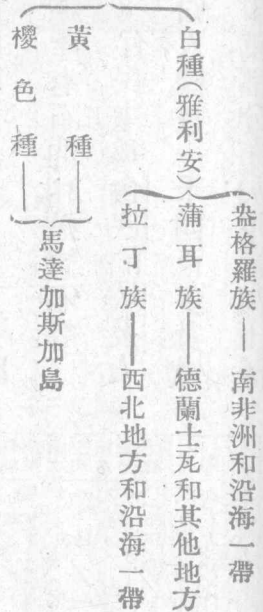 白種(雅利安)
盎格羅族 — 南非洲和沿海一帶
蒲耳族 — 德蘭士瓦和其他地方
拉丁族 — 西北地方和沿海一帶
黃種
櫻色種
馬達加斯加島